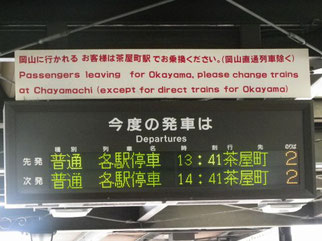 岡山に行かれる お客様は茶屋町駅でお乗換ください。(岡山直通列車除く)
Passengers leaving for Okayama, please change trains
at Chayamachi (except for direct trains for Okayama)
今度の発車は
Departures
種別 列車名 時刻 行先 のりば
先発 普通 各駅停車 13:41 茶屋町 2
次発 普通 各駅停車 14:41 茶屋町 2